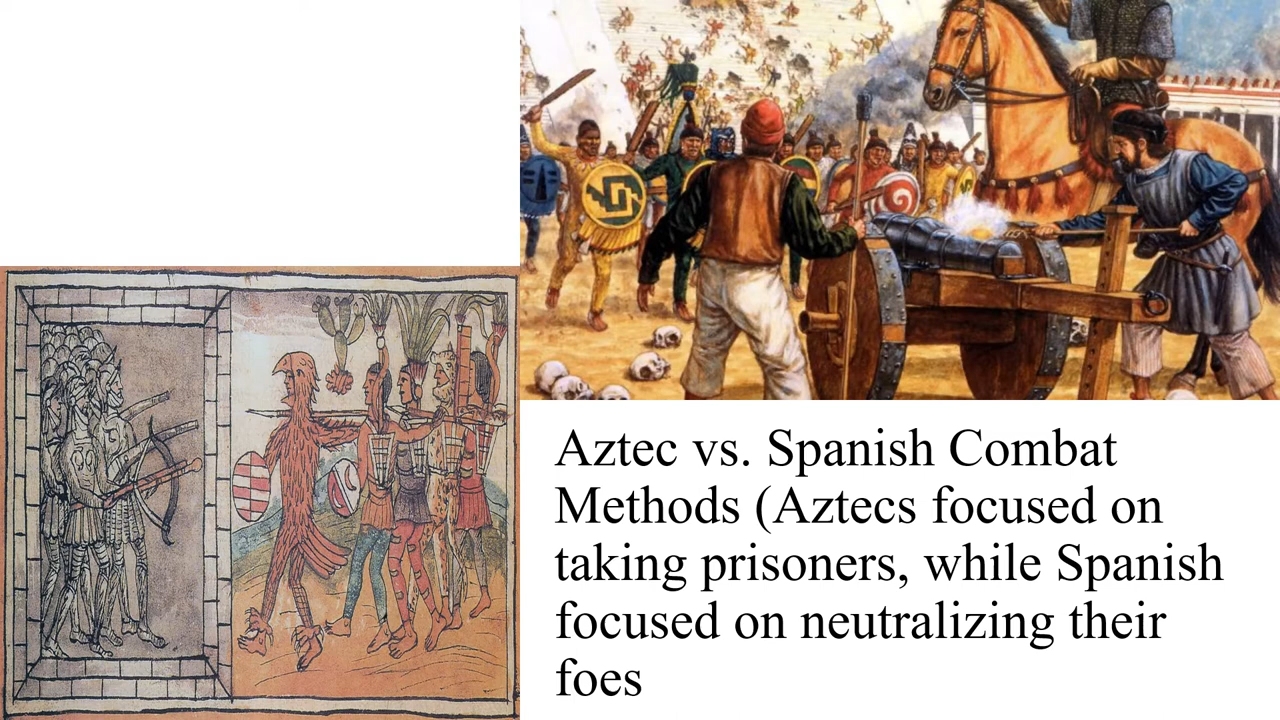 Aztec vs. Spanish Combat
Methods (Aztecs focused on
taking prisoners, while Spanish
focused on neutralizing their
foes